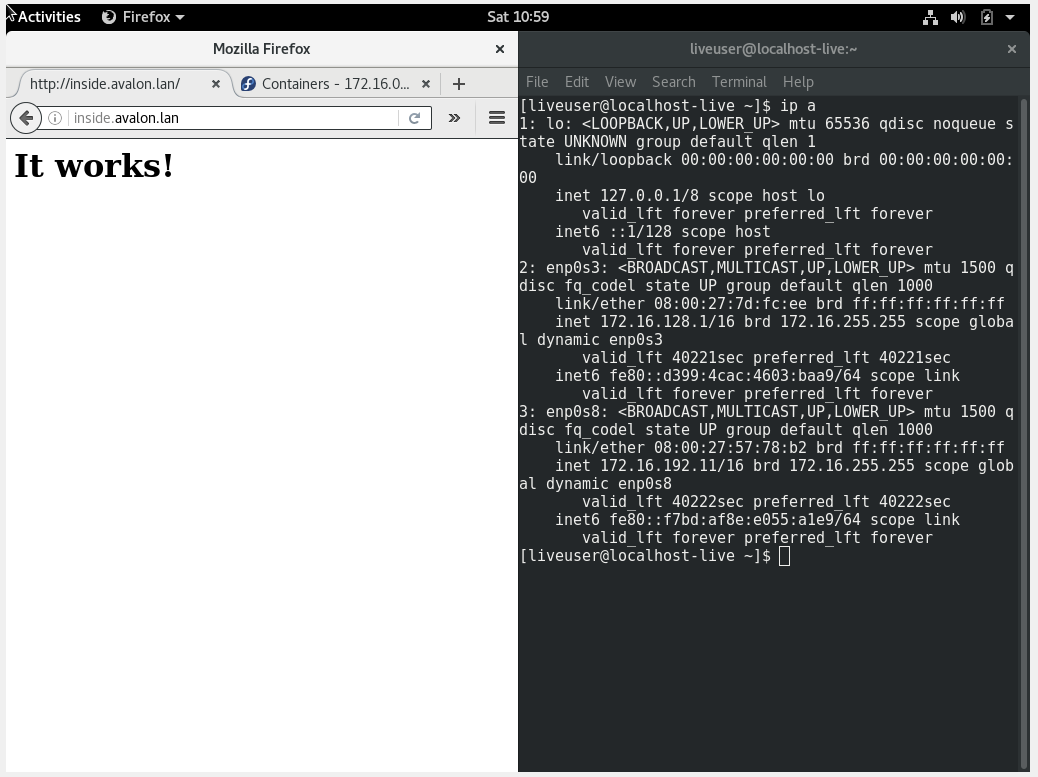 Activities Firefox Sat 10:59
Mozilla Firefox
http://inside.avalon.lan/ Containers - 172.16.0...
inside.avalon.lan
It works!
liveuser@localhost-live:~
File Edit View Search Terminal Help
[liveuser@localhost-live ~]$ ip a
1: lo: <LOOPBACK,UP,LOWER_UP> mtu 65536 qdisc noqueue s
tate UNKNOWN group default qlen 1
    link/loopback 00:00:00:00:00:00 brd 00:00:00:00:00:
00
    inet 127.0.0.1/8 scope host lo
       valid_lft forever preferred_lft forever
    inet6 ::1/128 scope host
       valid_lft forever preferred_lft forever
2: enp0s3: <BROADCAST,MULTICAST,UP,LOWER_UP> mtu 1500 q
disc fq_codel state UP group default qlen 1000
    link/ether 08:00:27:7d:fc:ee brd ff:ff:ff:ff:ff:ff
    inet 172.16.128.1/16 brd 172.16.255.255 scope globa
l dynamic enp0s3
       valid_lft 40221sec preferred_lft 40221sec
    inet6 fe80::d399:4cac:4603:baa9/64 scope link
       valid_lft forever preferred_lft forever
3: enp0s8: <BROADCAST,MULTICAST,UP,LOWER_UP> mtu 1500 q
disc fq_codel state UP group default qlen 1000
    link/ether 08:00:27:57:78:b2 brd ff:ff:ff:ff:ff:ff
    inet 172.16.192.11/16 brd 172.16.255.255 scope glob
al dynamic enp0s8
       valid_lft 40222sec preferred_lft 40222sec
    inet6 fe80::f7bd:af8e:e055:a1e9/64 scope link
       valid_lft forever preferred_lft forever
[liveuser@localhost-live ~]$